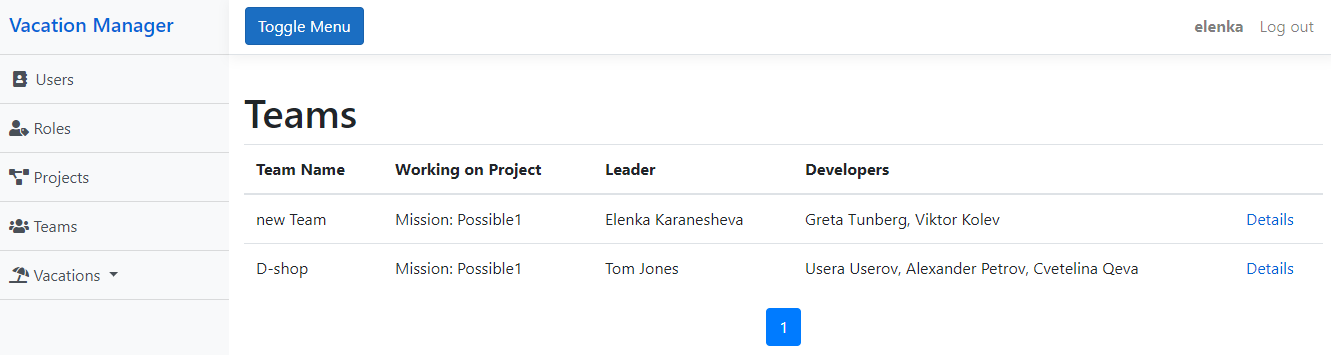 Vacation Manager
Toggle Menu
elenka Log out
Users
Roles
Projects
Teams
Vacations
Teams
Team Name Working on Project Leader Developers
new Team Mission: Possible1 Elenka Karanesheva Greta Tunberg, Viktor Kolev Details
D-shop Mission: Possible1 Tom Jones Usera Userov, Alexander Petrov, Cvetelina Qeva Details
1